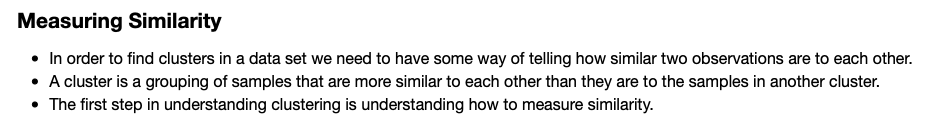 Measuring Similarity
• In order to find clusters in a data set we need to have some way of telling how similar two observations are to each other.
• A cluster is a grouping of samples that are more similar to each other than they are to the samples in another cluster.
• The first step in understanding clustering is understanding how to measure similarity.